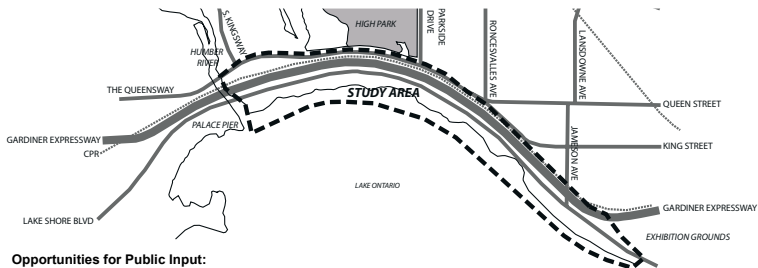 S. KINGSWAY
HIGH PARK
PARKSIDE
DRIVE
RONCESVALLES AVE
LANSDOWNE AVE
HUMBER
RIVER
THE QUEENSWAY
STUDY AREA
QUEEN STREET
PALACE PIER
GARDINER EXPRESSWAY
CPR
JAMESON AVE
KING STREET
LAKE ONTARIO
LAKE SHORE BLVD
GARDINER EXPRESSWAY
EXHIBITION GROUNDS
Opportunities for Public Input: